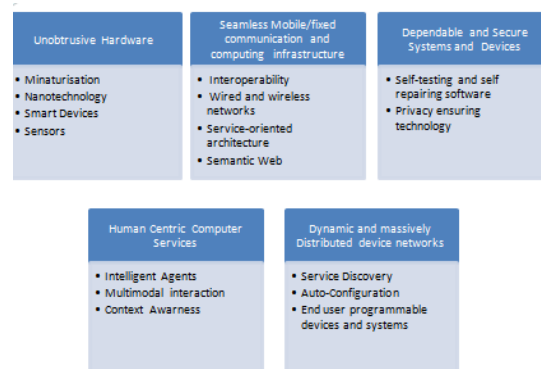 Unobtrusive Hardware
• Minaturisation
• Nanotechnology
• Smart Devices
• Sensors
Seamless Mobile/fixed
communication and
computing infrastructure
• Interoperability
• Wired and wireless
networks
• Service-oriented
architecture
• Semantic Web
Dependable and Secure
Systems and Devices
• Self-testing and self
repairing software
• Privacy ensuring
technology
Human Centric Computer
Services
• Intelligent Agents
• Multimodal interaction
• Context Awarness
Dynamic and massively
Distributed device networks
• Service Discovery
• Auto-Configuration
• End user programmable
devices and systems